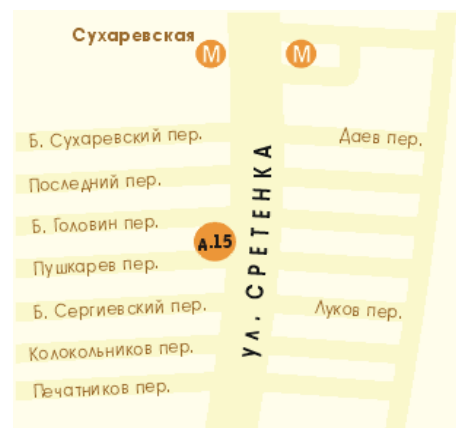 Сухаревская
М
М
Б. Сухаревский пер.
Даев пер.
Последний пер.
Б. Головин пер.
д.15
Пушкарев пер.
ул. СРЕТЕНКА
Б. Сергиевский пер.
Луков пер.
Колокольников пер.
Печатников пер.